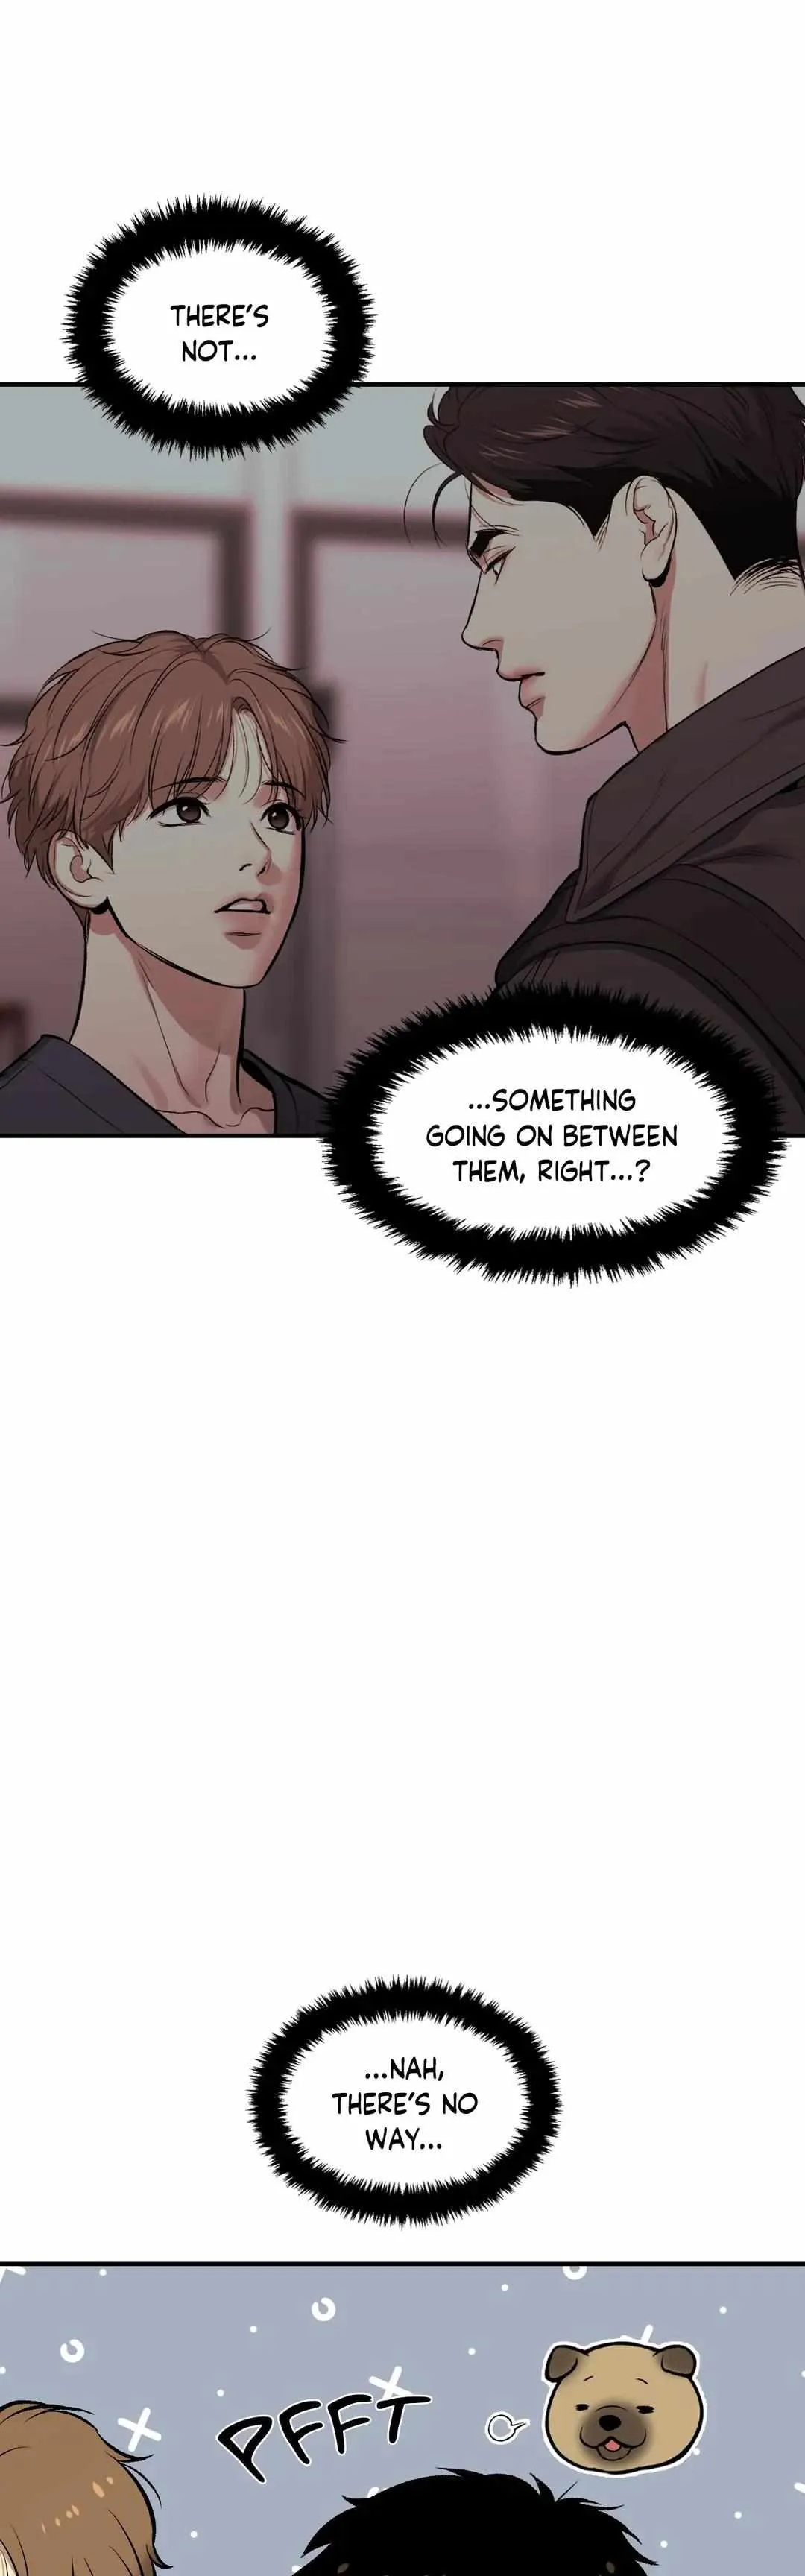 THERE'S
NOT...
...SOMETHING
GOING ON BETWEEN
THEM, RIGHT...?
...NAH,
THERE'S NO
WAY...
PFFT